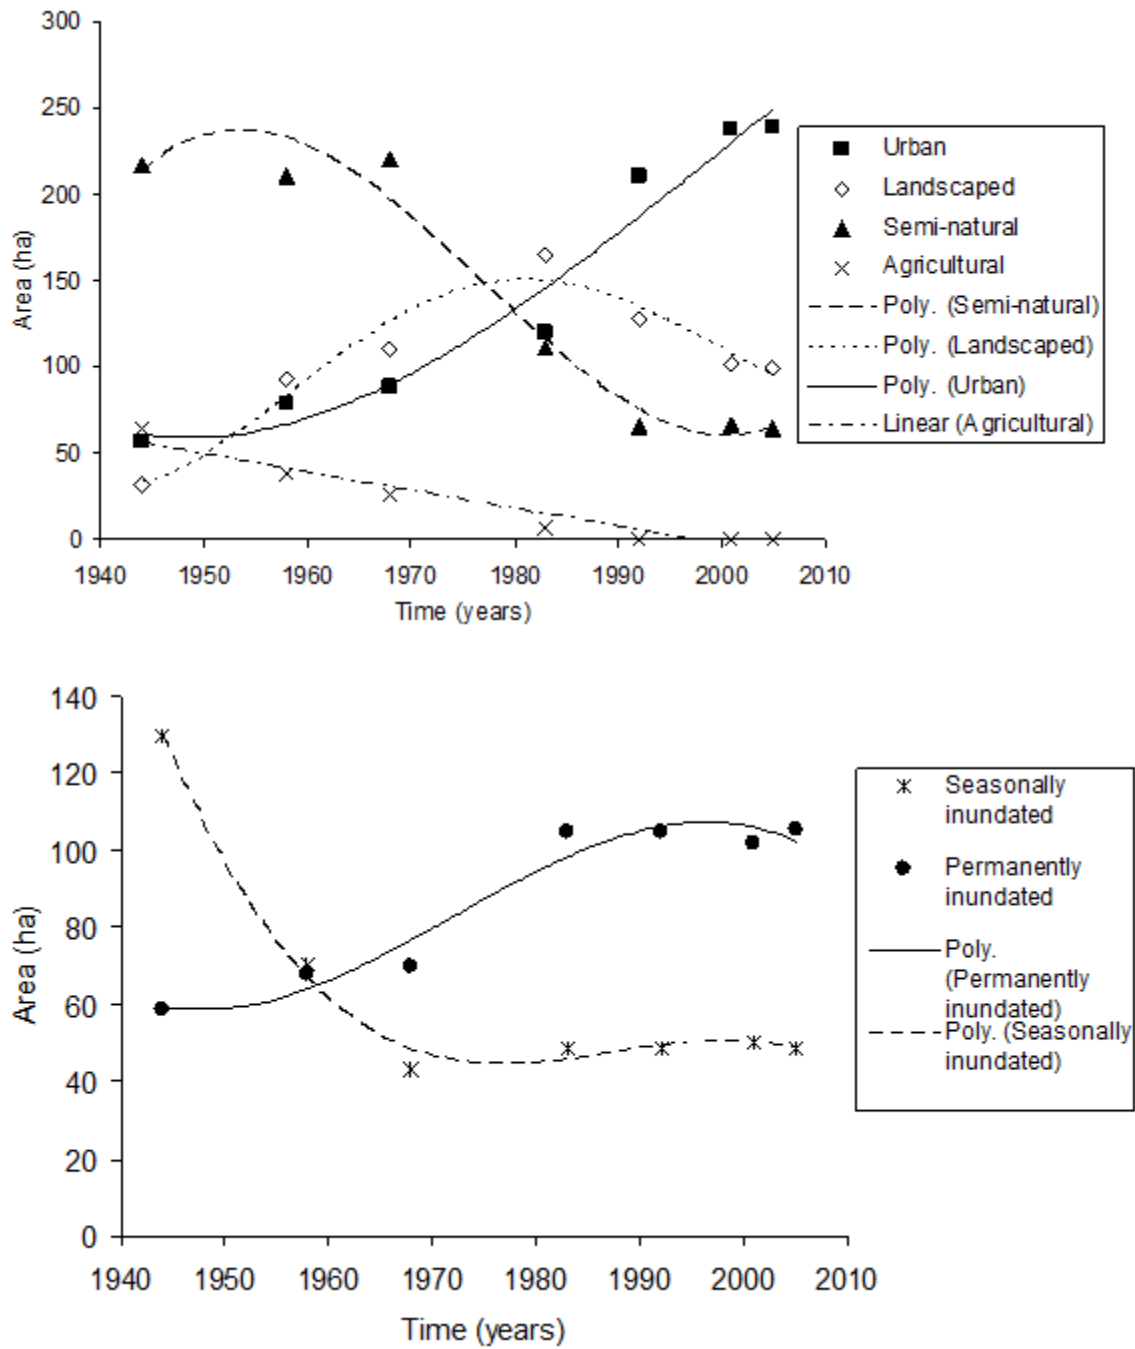 300
250
200
150
100
50
0
Area (ha)
1940 1950 1960 1970 1980 1990 2000 2010
Time (years)
Urban
Landscaped
Semi-natural
Agricultural
Poly. (Semi-natural)
Poly. (Landscaped)
Poly. (Urban)
Linear (Agricultural)
140
120
100
80
60
40
20
0
Area (ha)
1940 1950 1960 1970 1980 1990 2000 2010
Time (years)
Seasonally
inundated
Permanently
inundated
Poly.
(Permanently
inundated)
Poly. (Seasonally
inundated)